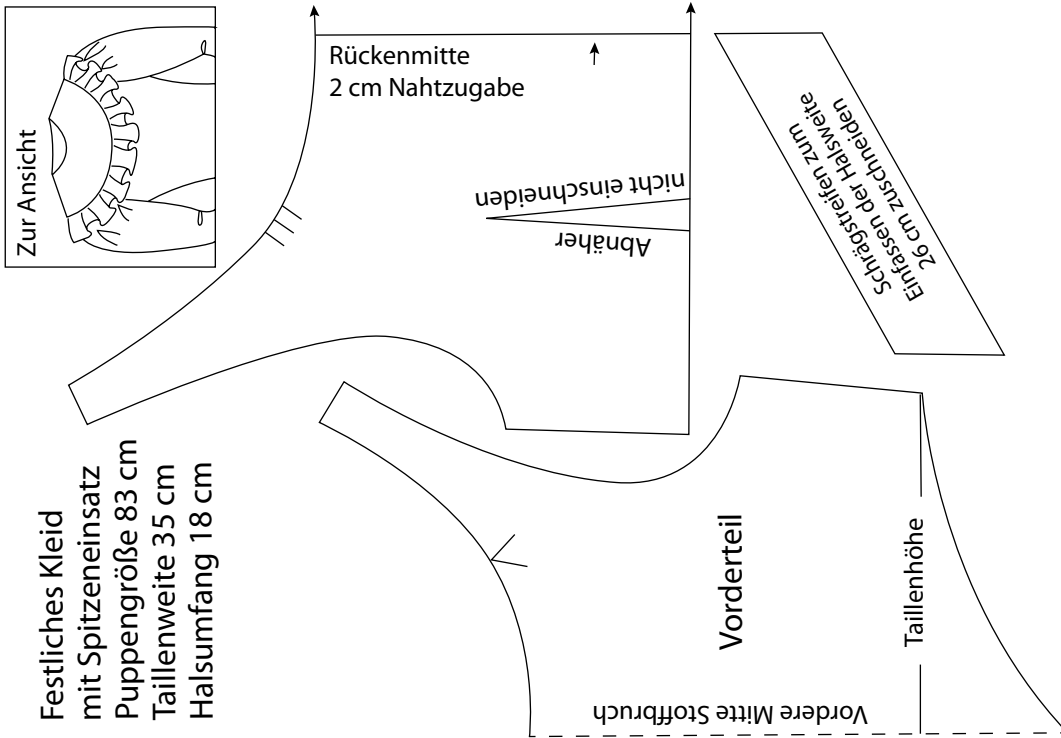 Zur Ansicht
Rückenmitte
2 cm Nahtzugabe
nicht einschneiden
Abnäher
Schrägstreifen zum
Einfassen der Halsweite
26 cm zuschneiden
Festliches Kleid
mit Spitzeneinsatz
Puppengröße 83 cm
Taillenweite 35 cm
Halsumfang 18 cm
Vorderteil
Taillenhöhe
Vordere Mitte Stoffbruch